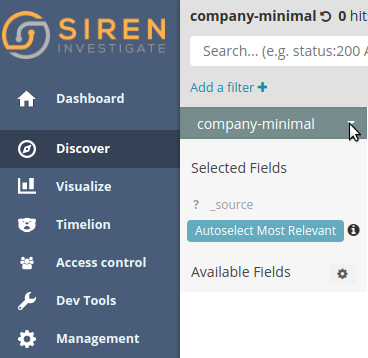 SIREN
INVESTIGATE
Dashboard
Discover
Visualize
Timelion
Access control
Dev Tools
Management
company-minimal 0 hits
Search... (e.g. status:200 A
Add a filter +
company-minimal
Selected Fields
? _source
Autoselect Most Relevant
Available Fields